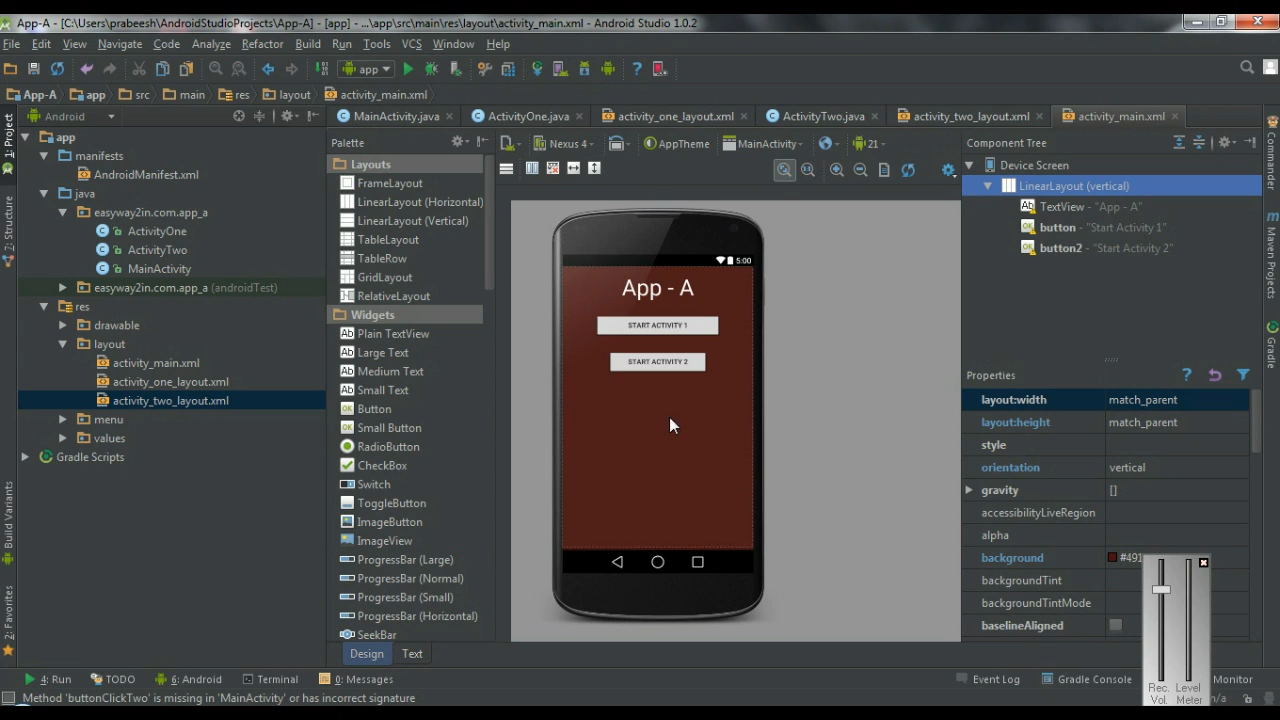 App-A - [C:\Users\prabeesh\AndroidStudioProjects\App-A] - [app] - ...\app\src\main\res\layout\activity_main.xml - Android Studio 1.0.2
File Edit View Navigate Code Analyze Refactor Build Run Tools VCS Window Help
app
App-A app src main res layout activity_main.xml
Android
MainActivity.java ActivityOne.java activity_one_layout.xml ActivityTwo.java activity_two_layout.xml activity_main.xml
1: Project
7: Structure
Build Variants
2: Favorites
app
manifests
AndroidManifest.xml
java
easyway2in.com.app_a
ActivityOne
ActivityTwo
MainActivity
easyway2in.com.app_a (androidTest)
res
drawable
layout
activity_main.xml
activity_one_layout.xml
activity_two_layout.xml
menu
values
Gradle Scripts
Palette
Layouts
FrameLayout
LinearLayout (Horizontal)
LinearLayout (Vertical)
TableLayout
TableRow
GridLayout
RelativeLayout
Widgets
Plain TextView
Large Text
Medium Text
Small Text
Button
Small Button
RadioButton
CheckBox
Switch
ToggleButton
ImageButton
ImageView
ProgressBar (Large)
ProgressBar (Normal)
ProgressBar (Small)
ProgressBar (Horizontal)
SeekBar
Design Text
Nexus 4 AppTheme MainActivity 21
5:00
App - A
START ACTIVITY 1
START ACTIVITY 2
Component Tree
Device Screen
LinearLayout (vertical)
TextView - "App - A"
button - "Start Activity 1"
button2 - "Start Activity 2"
Properties
layout:width match_parent
layout:height match_parent
style
orientation vertical
gravity []
accessibilityLiveRegion
alpha
background #491
backgroundTint
backgroundTintMode
baselineAligned
Commander
Maven Projects
Gradle
Rec. Vol. Level Meter
4: Run TODO 6: Android Terminal 0: Messages Event Log Gradle Console Monitor
Method 'buttonClickTwo' is missing in 'MainActivity' or has incorrect signature
n/a